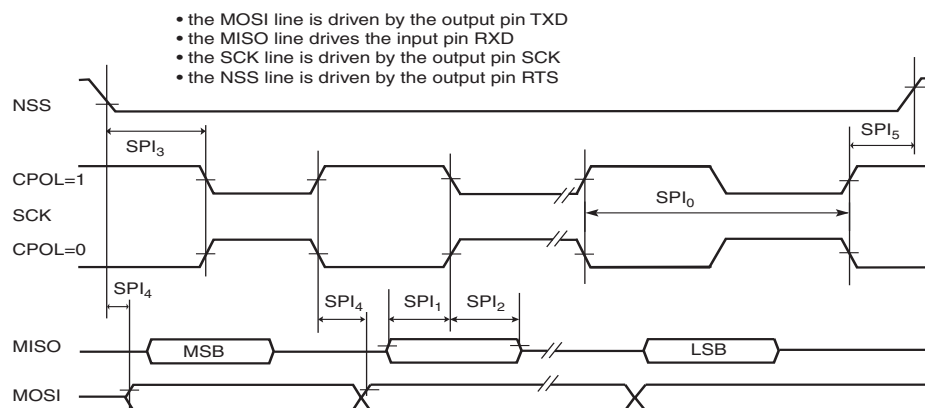 • the MOSI line is driven by the output pin TXD
• the MISO line drives the input pin RXD
• the SCK line is driven by the output pin SCK
• the NSS line is driven by the output pin RTS
NSS
SPI₃
SPI₅
CPOL=1
SCK
SPI₀
CPOL=0
SPI₄
SPI₄
SPI₁
SPI₂
MISO
MSB
LSB
MOSI